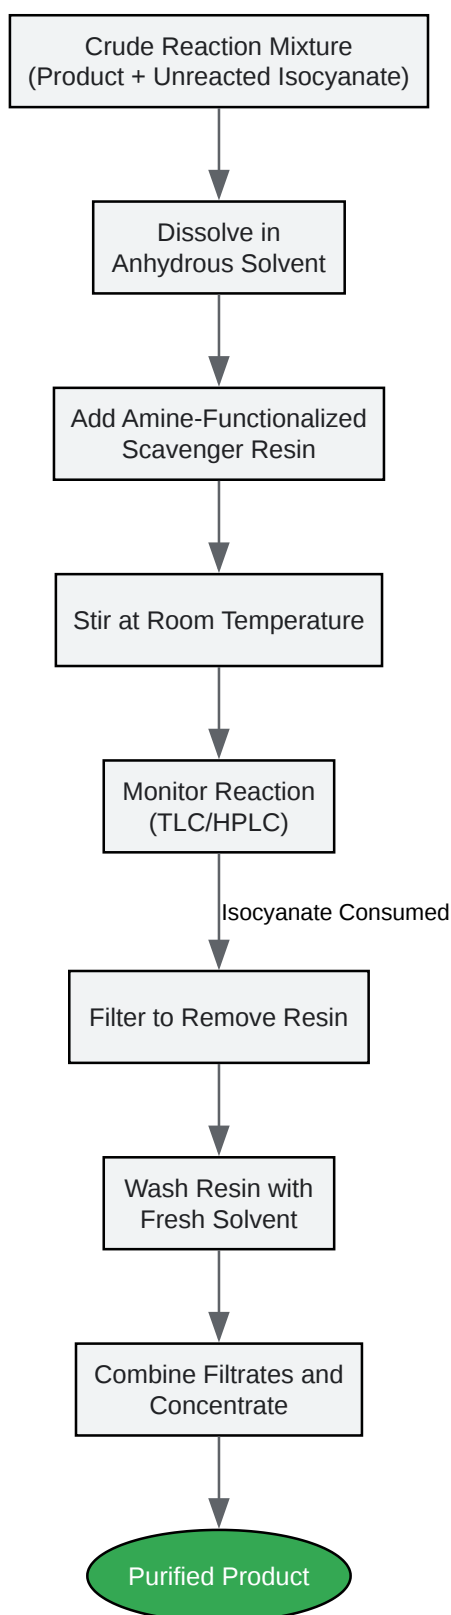 Crude Reaction Mixture
(Product + Unreacted Isocyanate)
Dissolve in
Anhydrous Solvent
Add Amine-Functionalized
Scavenger Resin
Stir at Room Temperature
Monitor Reaction
(TLC/HPLC)
Isocyanate Consumed
Filter to Remove Resin
Wash Resin with
Fresh Solvent
Combine Filtrates and
Concentrate
Purified Product